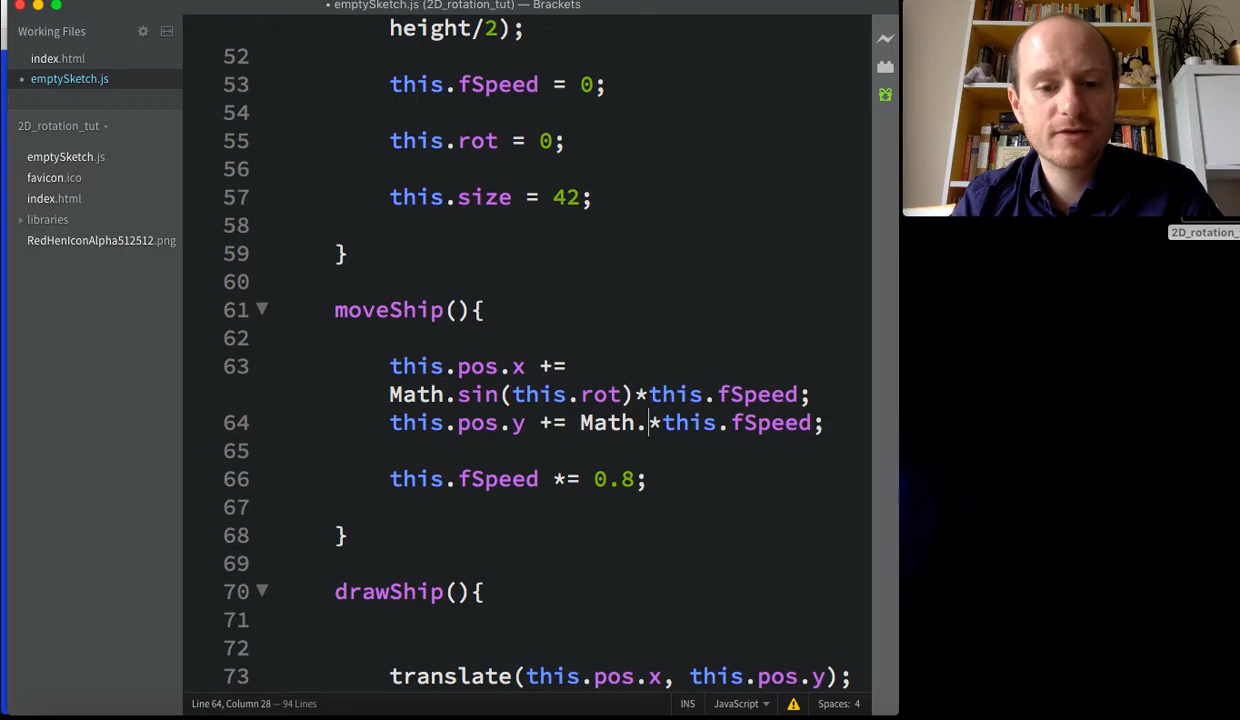 • emptySketch.js (2D_rotation_tut) — Brackets
Working Files
index.html
• emptySketch.js
2D_rotation_tut
emptySketch.js
favicon.ico
index.html
libraries
RedHenIconAlpha512512.png
height/2);
52
53 this.fSpeed = 0;
54
55 this.rot = 0;
56
57 this.size = 42;
58
59 }
60
61 moveShip(){
62
63 this.pos.x +=
Math.sin(this.rot)*this.fSpeed;
64 this.pos.y += Math.*this.fSpeed;
65
66 this.fSpeed *= 0.8;
67
68 }
69
70 drawShip(){
71
72
73 translate(this.pos.x, this.pos.y);
Line 64, Column 28 — 94 Lines
INS JavaScript Spaces: 4
2D_rotation_